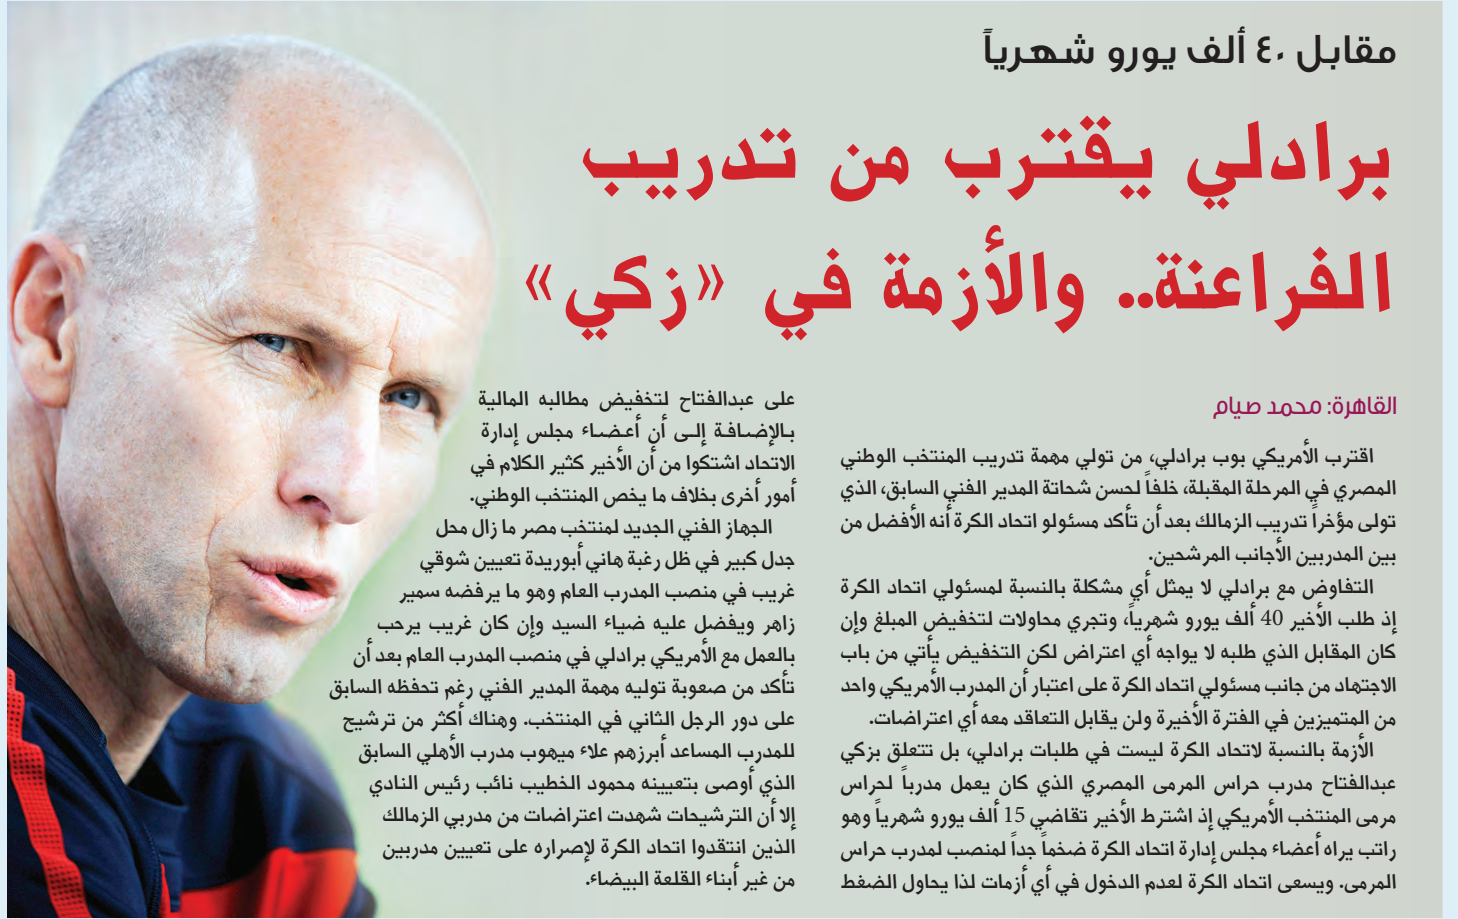 مقابل ٤٠ ألف يورو شهرياً
برادلي يقترب من تدريب
الفراعنة.. والأزمة في «زكي»
القاهرة: محمد صيام
اقترب الأمريكي بوب برادلي، من تولي مهمة تدريب المنتخب الوطني
المصري في المرحلة المقبلة، خلفاً لحسن شحاتة المدير الفني السابق، الذي
تولى مؤخراً تدريب الزمالك بعد أن تأكد مسئولو اتحاد الكرة أنه الأفضل من
بين المدربين الأجانب المرشحين.
التفاوض مع برادلي لا يمثل أي مشكلة بالنسبة لمسئولي اتحاد الكرة
إذ طلب الأخير 40 ألف يورو شهرياً، وتجري محاولات لتخفيض المبلغ وإن
كان المقابل الذي طلبه لا يواجه أي اعتراض لكن التخفيض يأتي من باب
الاجتهاد من جانب مسئولي اتحاد الكرة على اعتبار أن المدرب الأمريكي واحد
من المتميزين في الفترة الأخيرة ولن يقابل التعاقد معه أي اعتراضات.
الأزمة بالنسبة لاتحاد الكرة ليست في طلبات برادلي، بل تتعلق بزكي
عبدالفتاح مدرب حراس المرمى المصري الذي كان يعمل مدرباً لحراس
مرمى المنتخب الأمريكي إذ اشترط الأخير تقاضي 15 ألف يورو شهرياً وهو
راتب يراه أعضاء مجلس إدارة اتحاد الكرة ضخماً جداً لمنصب لمدرب حراس
المرمى. ويسعى اتحاد الكرة لعدم الدخول في أي أزمات لذا يحاول الضغط
على عبدالفتاح لتخفيض مطالبه المالية
بالإضافة إلى أن أعضاء مجلس إدارة
الاتحاد اشتكوا من أن الأخير كثير الكلام في
أمور أخرى بخلاف ما يخص المنتخب الوطني.
الجهاز الفني الجديد لمنتخب مصر ما زال محل
جدل كبير في ظل رغبة هاني أبوريدة تعيين شوقي
غريب في منصب المدرب العام وهو ما يرفضه سمير
زاهر ويفضل عليه ضياء السيد وإن كان غريب يرحب
بالعمل مع الأمريكي برادلي في منصب المدرب العام بعد أن
تأكد من صعوبة توليه مهمة المدير الفني رغم تحفظه السابق
على دور الرجل الثاني في المنتخب. وهناك أكثر من ترشيح
للمدرب المساعد أبرزهم علاء ميهوب مدرب الأهلي السابق
الذي أوصى بتعيينه محمود الخطيب نائب رئيس النادي
إلا أن الترشيحات شهدت اعتراضات من مدربي الزمالك
الذين انتقدوا اتحاد الكرة لإصراره على تعيين مدربين
من غير أبناء القلعة البيضاء.